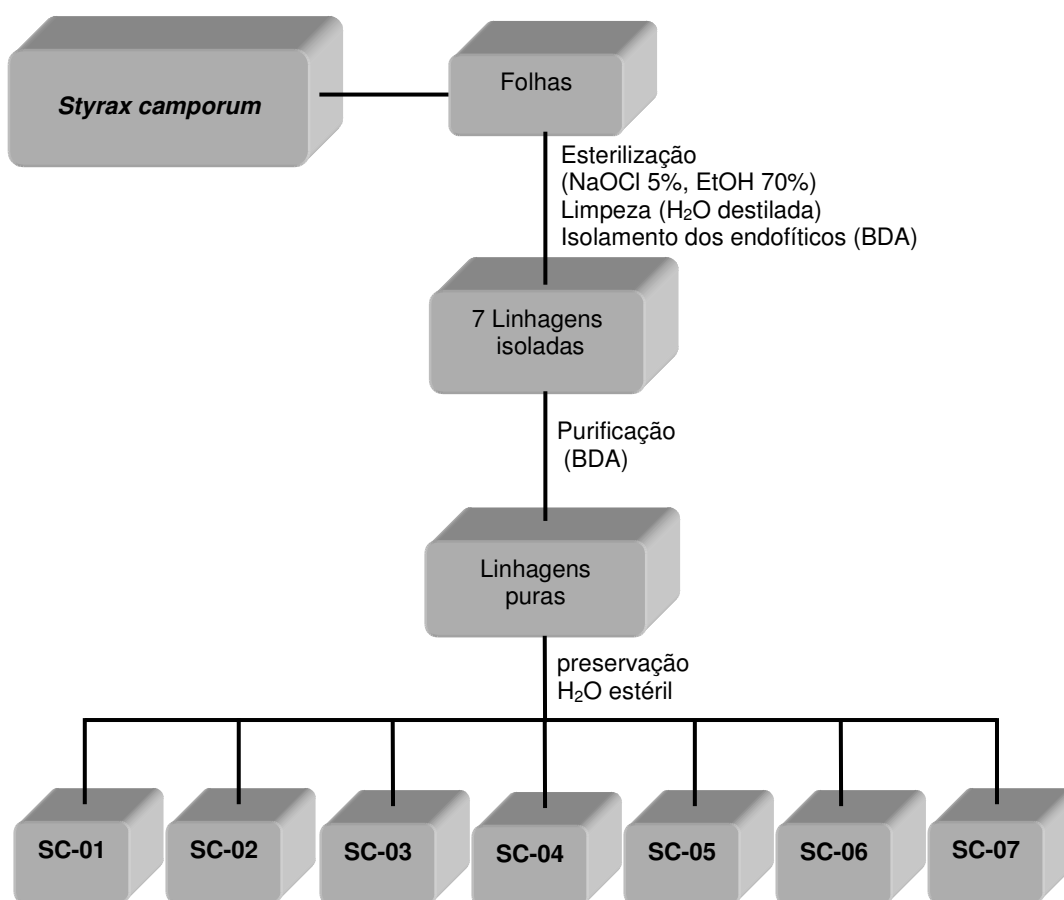 Styrax camporum
Folhas
Esterilização
(NaOCl 5%, EtOH 70%)
Limpeza (H₂O destilada)
Isolamento dos endofíticos (BDA)
7 Linhagens
isoladas
Purificação
(BDA)
Linhagens
puras
preservação
H₂O estéril
SC-01
SC-02
SC-03
SC-04
SC-05
SC-06
SC-07